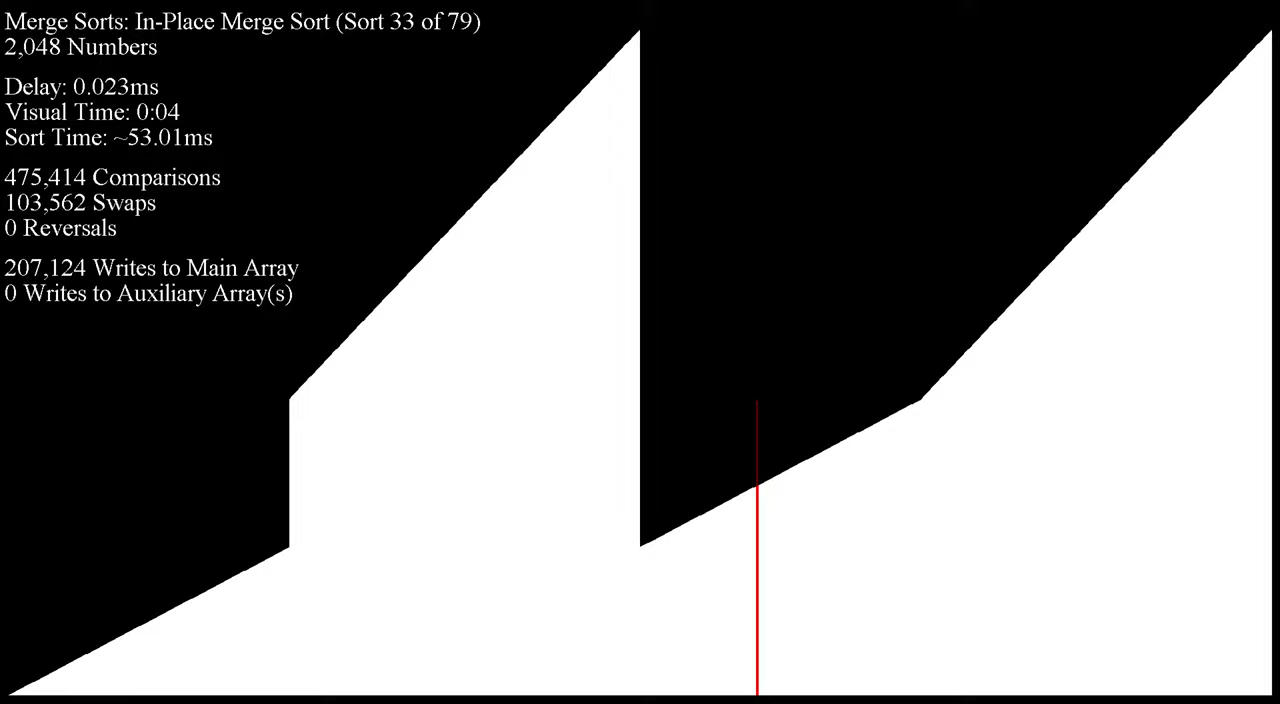 Merge Sorts: In-Place Merge Sort (Sort 33 of 79)
2,048 Numbers
Delay: 0.023ms
Visual Time: 0:04
Sort Time: ~53.01ms
475,414 Comparisons
103,562 Swaps
0 Reversals
207,124 Writes to Main Array
0 Writes to Auxiliary Array(s)